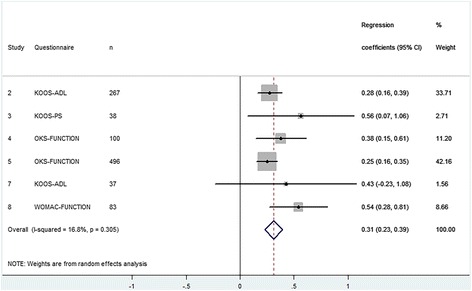 Regression %
Study Questionnaire n coefficients (95% CI) Weight
2 KOOS-ADL 267 0.28 (0.16, 0.39) 33.71
3 KOOS-PS 38 0.56 (0.07, 1.06) 2.71
4 OKS-FUNCTION 100 0.38 (0.15, 0.61) 11.20
5 OKS-FUNCTION 496 0.25 (0.16, 0.35) 42.16
7 KOOS-ADL 37 0.43 (-0.23, 1.08) 1.56
8 WOMAC-FUNCTION 83 0.54 (0.28, 0.81) 8.66
Overall (I-squared = 16.8%, p = 0.305) 0.31 (0.23, 0.39) 100.00
NOTE: Weights are from random effects analysis
0 .5 1